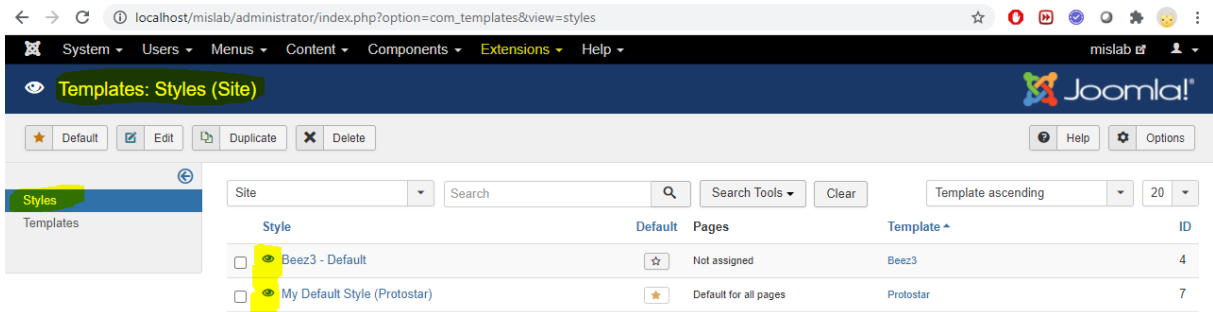 localhost/mislab/administrator/index.php?option=com_templates&view=styles
System Users Menus Content Components Extensions Help mislab
Templates: Styles (Site) Joomla!®
Default Edit Duplicate Delete Help Options
Styles
Templates
Site Search Search Tools Clear Template ascending 20
Style Default Pages Template ID
Beez3 - Default Not assigned Beez3 4
My Default Style (Protostar) Default for all pages Protostar 7